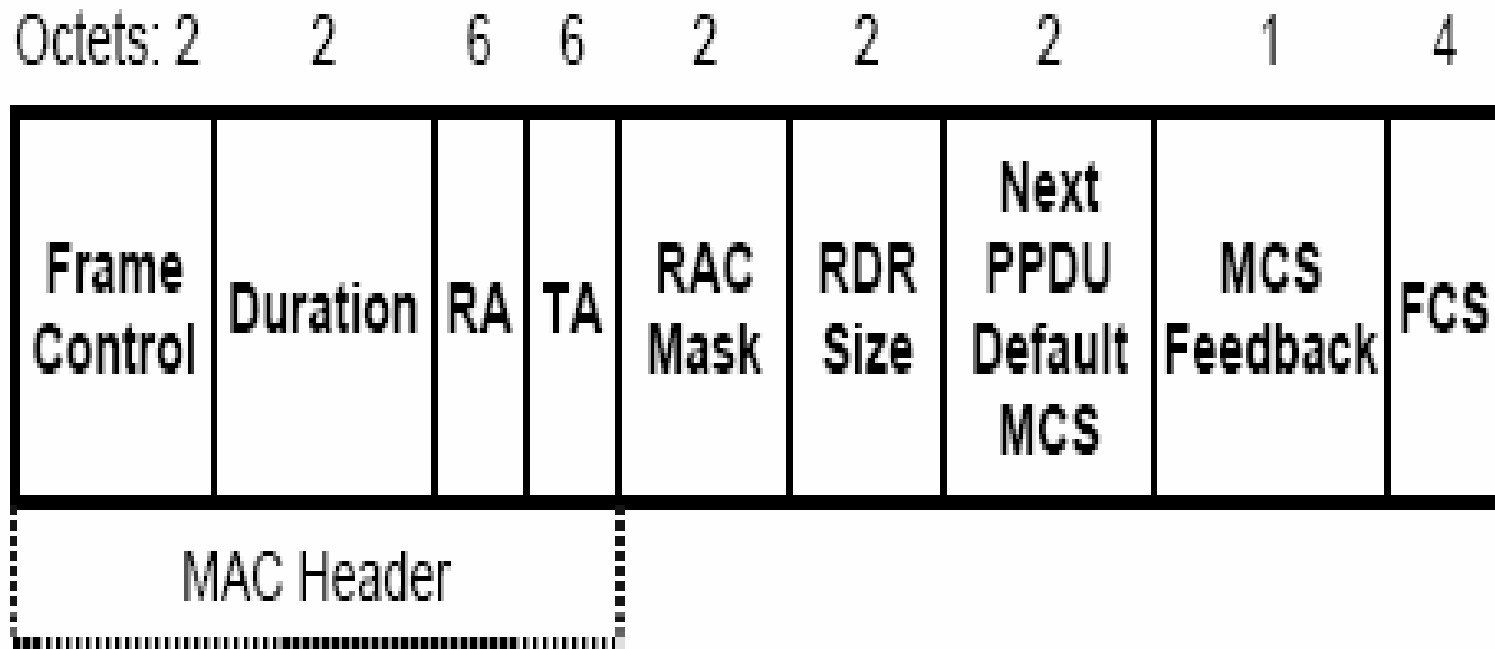 Octets: 2 2 6 6 2 2 2 1 4
Frame Control
Duration
RA
TA
RAC Mask
RDR Size
Next PPDU Default MCS
MCS Feedback
FCS
MAC Header